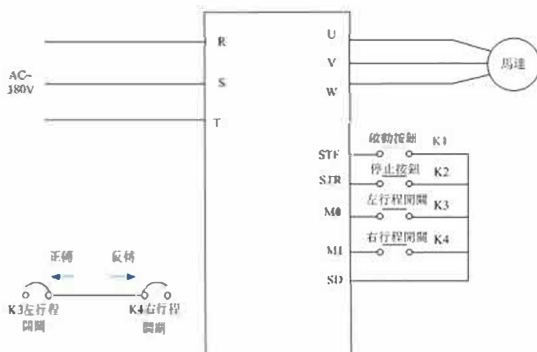 R
S
T
AC~
380V
U
V
W
馬達
STF
啟動按鈕 K1
STR
停止按鈕 K2
M0
左行程開關 K3
M1
右行程開關 K4
SD
正轉 反轉
K3左行程
開關
K4右行程
開關